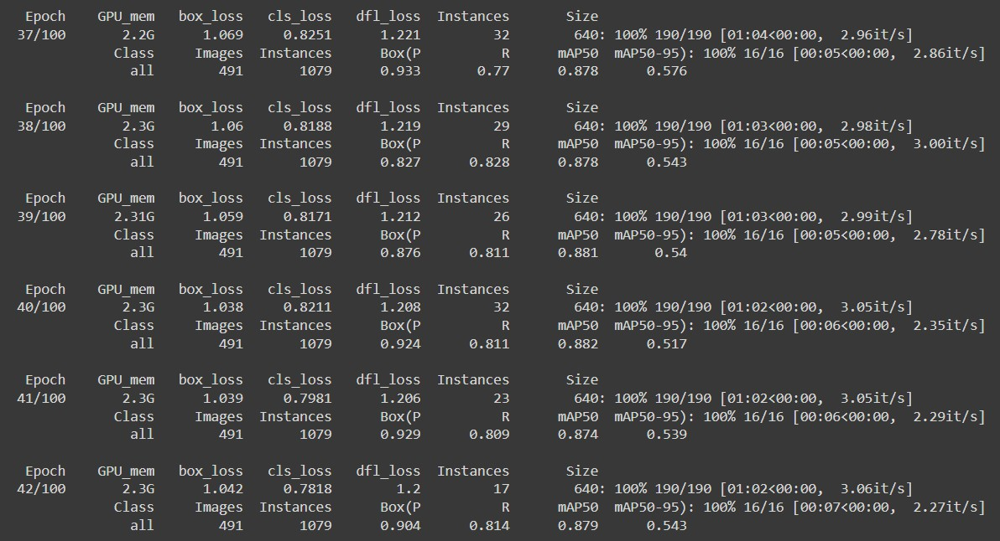 Epoch GPU_mem box_loss cls_loss dfl_loss Instances Size
37/100 2.2G 1.069 0.8251 1.221 32 640: 100% 190/190 [01:04<00:00, 2.96it/s]
Class Images Instances Box(P R mAP50 mAP50-95): 100% 16/16 [00:05<00:00, 2.86it/s]
all 491 1079 0.933 0.77 0.878 0.576
Epoch GPU_mem box_loss cls_loss dfl_loss Instances Size
38/100 2.3G 1.06 0.8188 1.219 29 640: 100% 190/190 [01:03<00:00, 2.98it/s]
Class Images Instances Box(P R mAP50 mAP50-95): 100% 16/16 [00:05<00:00, 3.00it/s]
all 491 1079 0.827 0.828 0.878 0.543
Epoch GPU_mem box_loss cls_loss dfl_loss Instances Size
39/100 2.31G 1.059 0.8171 1.212 26 640: 100% 190/190 [01:03<00:00, 2.99it/s]
Class Images Instances Box(P R mAP50 mAP50-95): 100% 16/16 [00:05<00:00, 2.78it/s]
all 491 1079 0.876 0.811 0.881 0.54
Epoch GPU_mem box_loss cls_loss dfl_loss Instances Size
40/100 2.3G 1.038 0.8211 1.208 32 640: 100% 190/190 [01:02<00:00, 3.05it/s]
Class Images Instances Box(P R mAP50 mAP50-95): 100% 16/16 [00:06<00:00, 2.35it/s]
all 491 1079 0.924 0.811 0.882 0.517
Epoch GPU_mem box_loss cls_loss dfl_loss Instances Size
41/100 2.3G 1.039 0.7981 1.206 23 640: 100% 190/190 [01:02<00:00, 3.05it/s]
Class Images Instances Box(P R mAP50 mAP50-95): 100% 16/16 [00:06<00:00, 2.29it/s]
all 491 1079 0.929 0.809 0.874 0.539
Epoch GPU_mem box_loss cls_loss dfl_loss Instances Size
42/100 2.3G 1.042 0.7818 1.2 17 640: 100% 190/190 [01:02<00:00, 3.06it/s]
Class Images Instances Box(P R mAP50 mAP50-95): 100% 16/16 [00:07<00:00, 2.27it/s]
all 491 1079 0.904 0.814 0.879 0.543